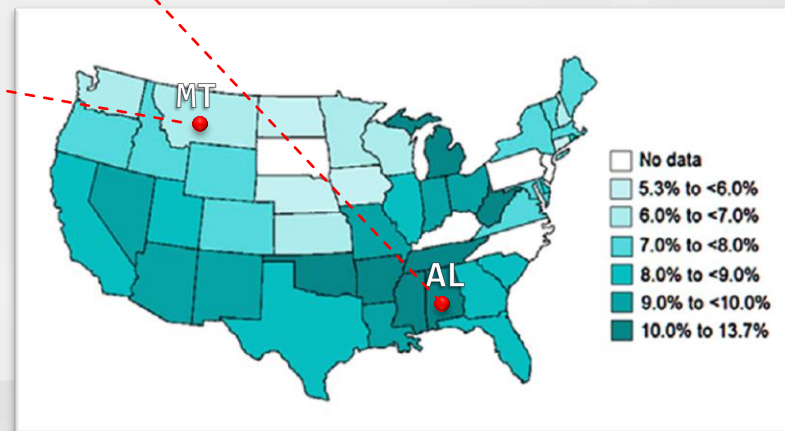 MT
AL
No data
5.3% to <6.0%
6.0% to <7.0%
7.0% to <8.0%
8.0% to <9.0%
9.0% to <10.0%
10.0% to 13.7%